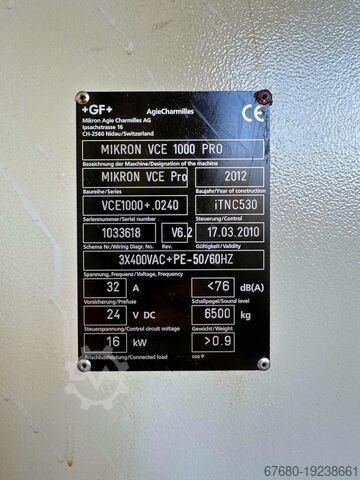 +GF+ AgieCharmilles CE
Mikron Agie Charmilles AG
Ipsachstrasse 16
CH-2560 Nidau/Switzerland
MIKRON VCE 1000 PRO
Bezeichnung der Maschine/Designation of the machine
MIKRON VCE Pro 2012
Baureihe/Series Baujahr/Year of construction
VCE1000+.0240 iTNC530
Seriennummer/Serial number Steuerung/Control
1033618 V6.2 17.03.2010
Schema Nr/Wiring Diagr. No. Rev. Gültigkeit/Validity
3X400VAC+PE-50/60HZ
Spannung, Frequenz/Voltage, Frequency
32 A <76 dB(A)
Vorsicherung/Prefuse Schallpegel/Sound level
24 V DC 6500 kg
Steuerspannung/Control circuit voltage Gewicht/Weight
16 kW >0.9
Anschlussleistung/Connected load cos φ
Machineseeker
67680-19238661